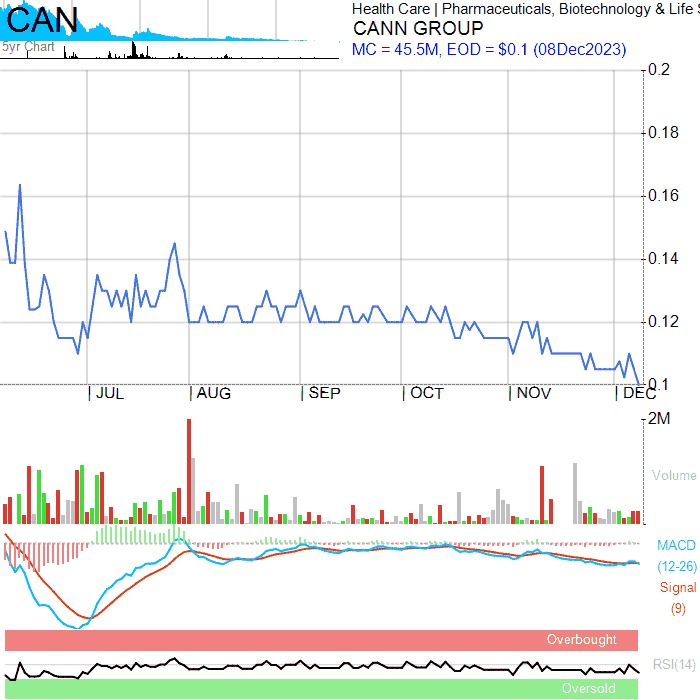 CAN
Health Care | Pharmaceuticals, Biotechnology & Life S
CANN GROUP
5yr Chart
MC = 45.5M, EOD = $0.1 (08Dec2023)
0.2
0.18
0.16
0.14
0.12
0.1
JUL AUG SEP OCT NOV DEC
2M
Volume
MACD
(12-26)
Signal
(9)
Overbought
RSI(14)
Oversold